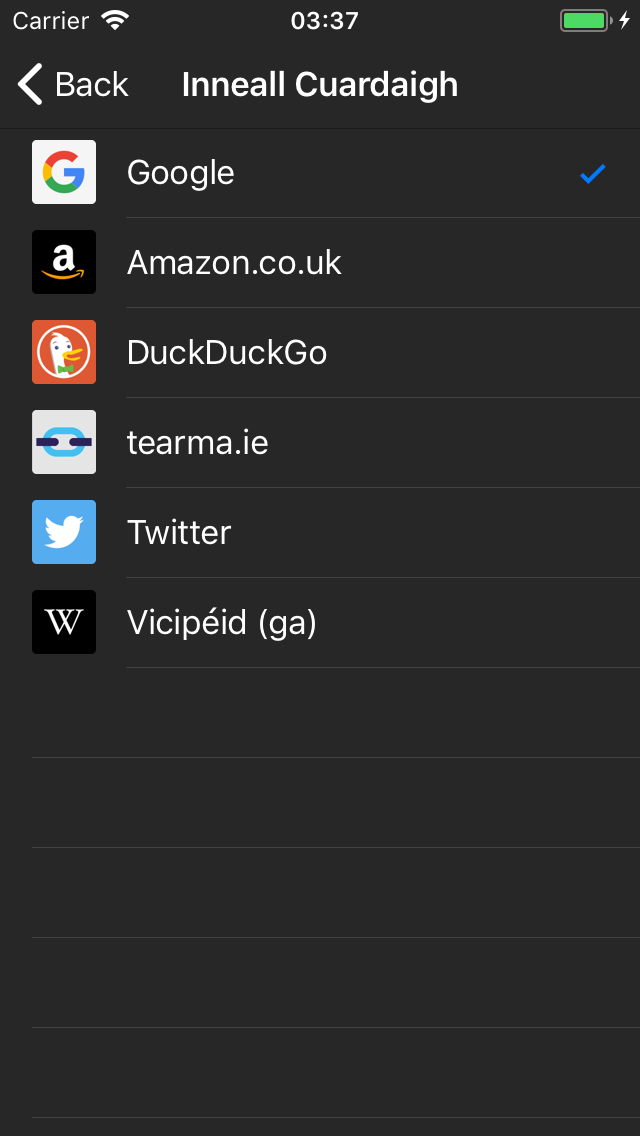 Carrier 03:37
Back Inneall Cuardaigh
Google
a Amazon.co.uk
DuckDuckGo
tearma.ie
Twitter
W Vicipéid (ga)